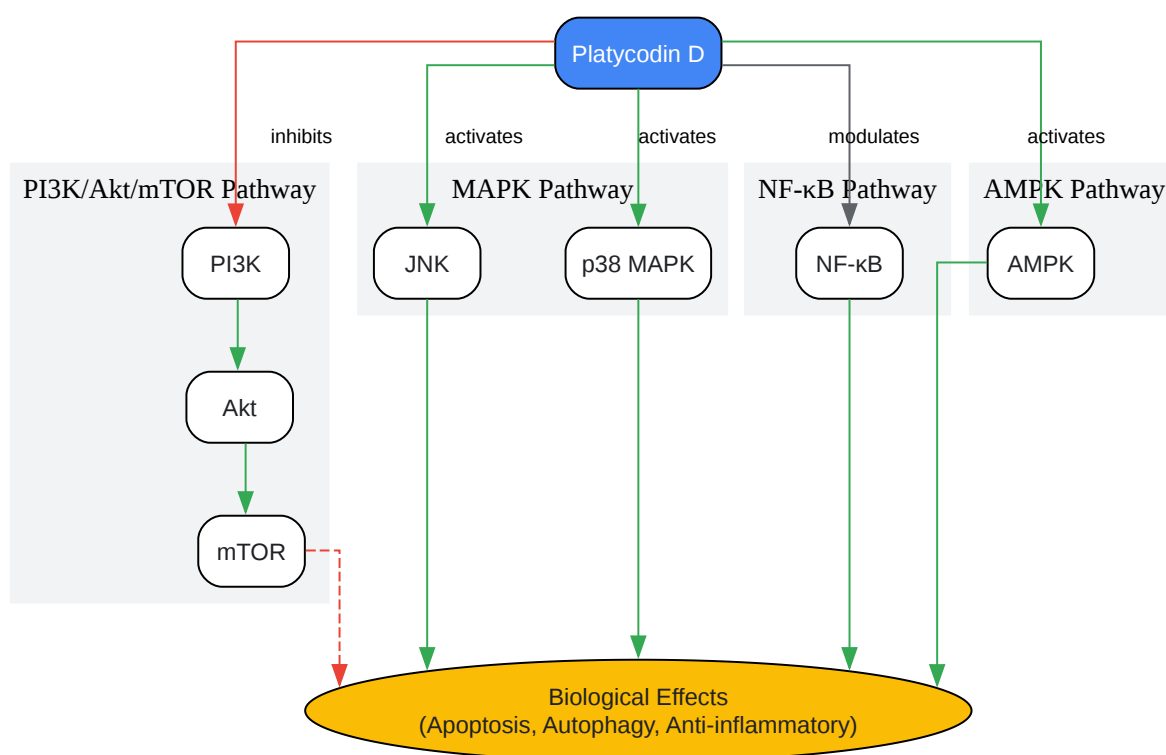 Platycodin D
inhibits
activates
activates
modulates
activates
PI3K/Akt/mTOR Pathway
MAPK Pathway
NF-κB Pathway
AMPK Pathway
PI3K
JNK
p38 MAPK
NF-κB
AMPK
Akt
mTOR
Biological Effects
(Apoptosis, Autophagy, Anti-inflammatory)